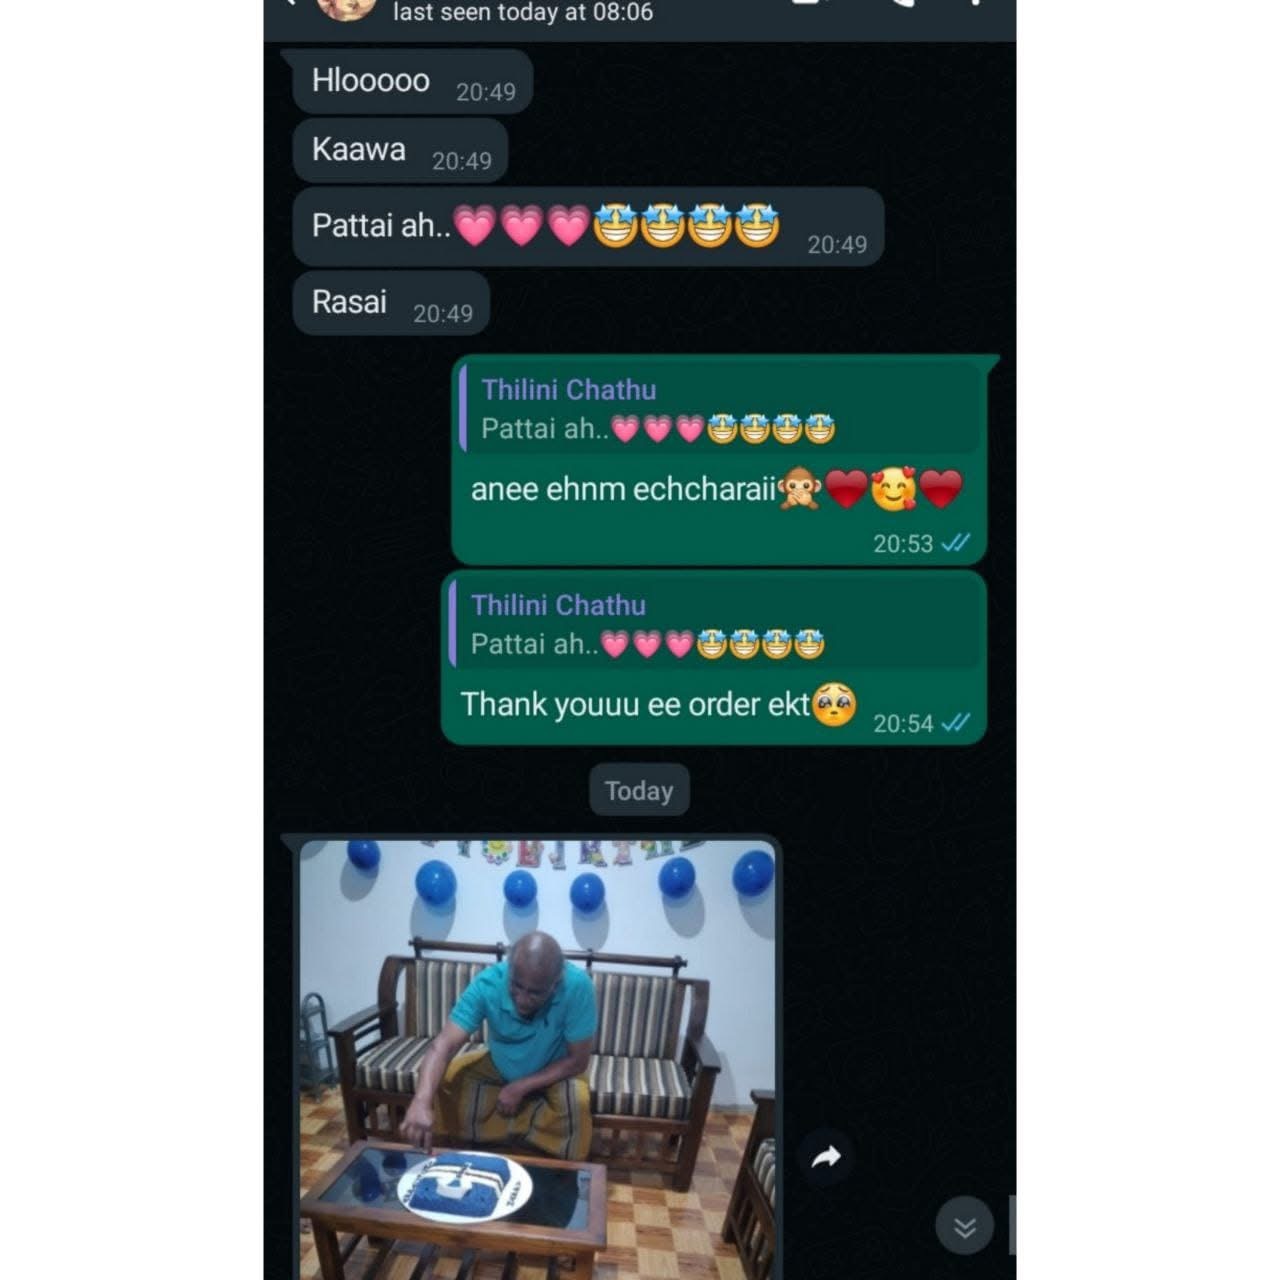 last seen today at 08:06
Hlooooo 20:49
Kaawa 20:49
Pattai ah..💗💗💗🤩🤩🤩🤩 20:49
Rasai 20:49
Thilini Chathu
Pattai ah..💗💗💗🤩🤩🤩🤩
anee ehnm echcharaii🙊❤️🥰❤️
20:53
Thilini Chathu
Pattai ah..💗💗💗🤩🤩🤩🤩
Thank youuu ee order ekt🥺 20:54
Today